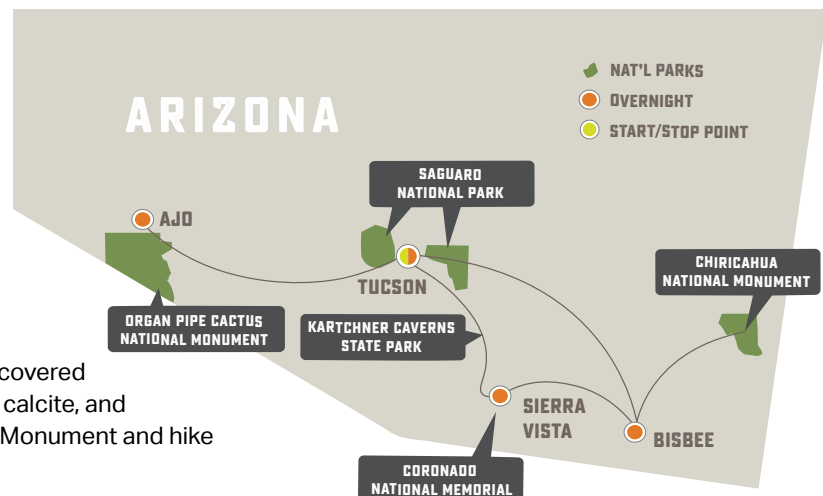 ARIZONA
NAT'L PARKS
OVERNIGHT
START/STOP POINT
SAGUARO
NATIONAL PARK
AJO
TUCSON
CHIRICAHUA
NATIONAL MONUMENT
ORGAN PIPE CACTUS
NATIONAL MONUMENT
KARTCHNER CAVERNS
STATE PARK
SIERRA
VISTA
BISBEE
CORONADO
NATIONAL MEMORIAL
covered
calcite, and
Monument and hike